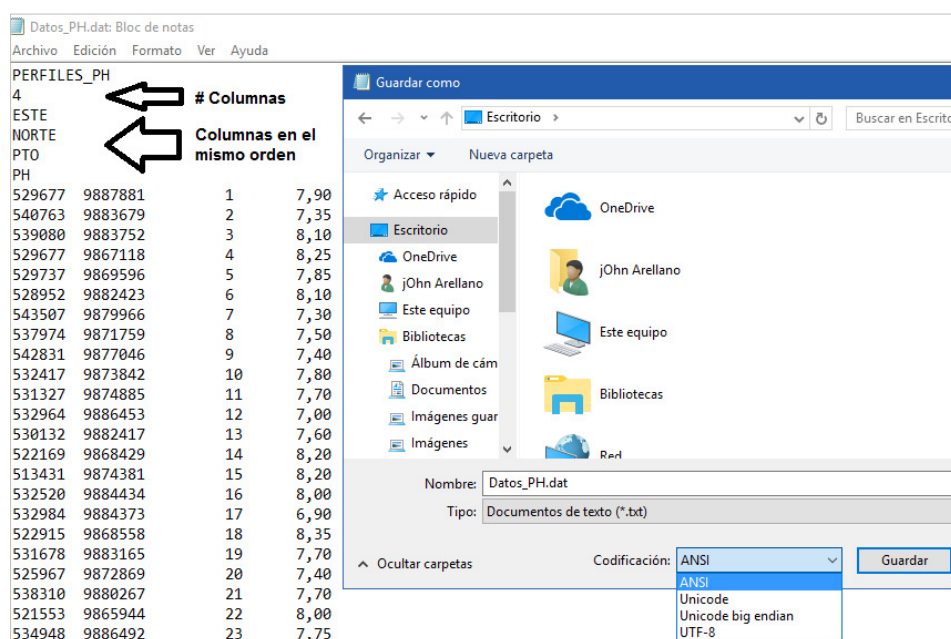 Datos_PH.dat: Bloc de notas
Archivo Edición Formato Ver Ayuda
PERFILES_PH
4
# Columnas
ESTE
NORTE
Columnas en el
PTO
mismo orden
PH
529677 9887881 1 7,90
540763 9883679 2 7,35
539080 9883752 3 8,10
529677 9867118 4 8,25
529737 9869596 5 7,85
528952 9882423 6 8,10
543507 9879966 7 7,30
537974 9871759 8 7,50
542831 9877046 9 7,40
532417 9873842 10 7,80
531327 9874885 11 7,70
532964 9886453 12 7,00
530132 9882417 13 7,60
522169 9868429 14 8,20
513431 9874381 15 8,20
532520 9884434 16 8,00
532984 9884373 17 6,90
522915 9868558 18 8,35
531678 9883165 19 7,70
525967 9872869 20 7,40
538310 9880267 21 7,70
521553 9865944 22 8,00
534948 9886492 23 7,75
Guardar como
Escritorio
Buscar en Escrito
Organizar Nueva carpeta
Acceso rápido
Escritorio
OneDrive
jOhn Arellano
Este equipo
Bibliotecas
Álbum de cám
Documentos
Imágenes guar
Imágenes
OneDrive
jOhn Arellano
Este equipo
Bibliotecas
Red
Nombre: Datos_PH.dat
Tipo: Documentos de texto (*.txt)
Ocultar carpetas
Codificación: ANSI
Guardar
ANSI
Unicode
Unicode big endian
UTF-8